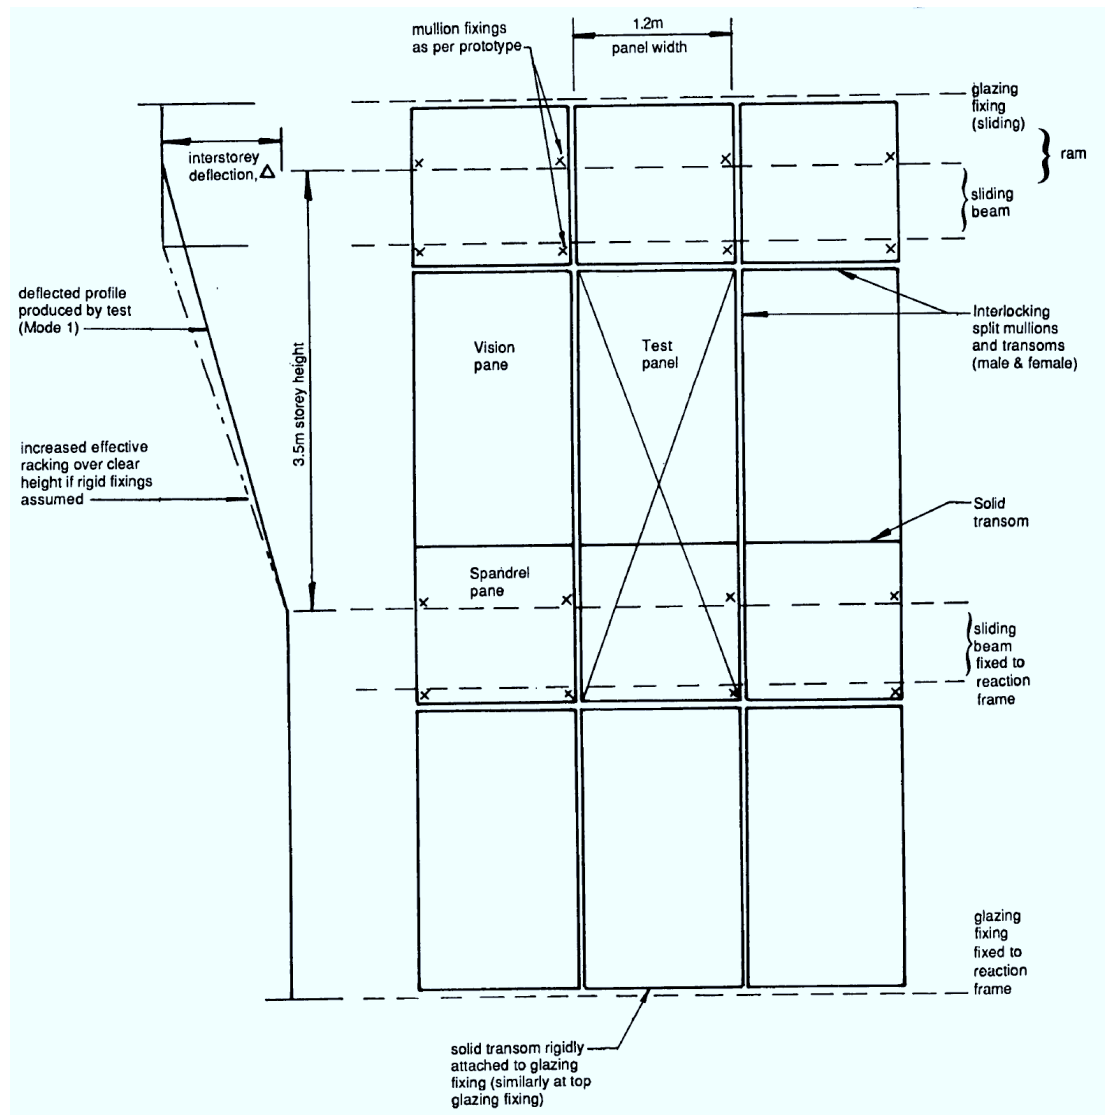 mullion fixings
as per prototype
1.2m
panel width
glazing
fixing
(sliding)
ram
interstorey
deflection, Δ
sliding
beam
deflected profile
produced by test
(Mode 1)
Interlocking
split mullions
and transoms
(male & female)
Vision
pane
Test
panel
3.5m storey height
increased effective
racking over clear
height if rigid fixings
assumed
Solid
transom
Spandrel
pane
sliding
beam
fixed to
reaction
frame
glazing
fixing
fixed to
reaction
frame
solid transom rigidly
attached to glazing
fixing (similarly at top
glazing fixing)